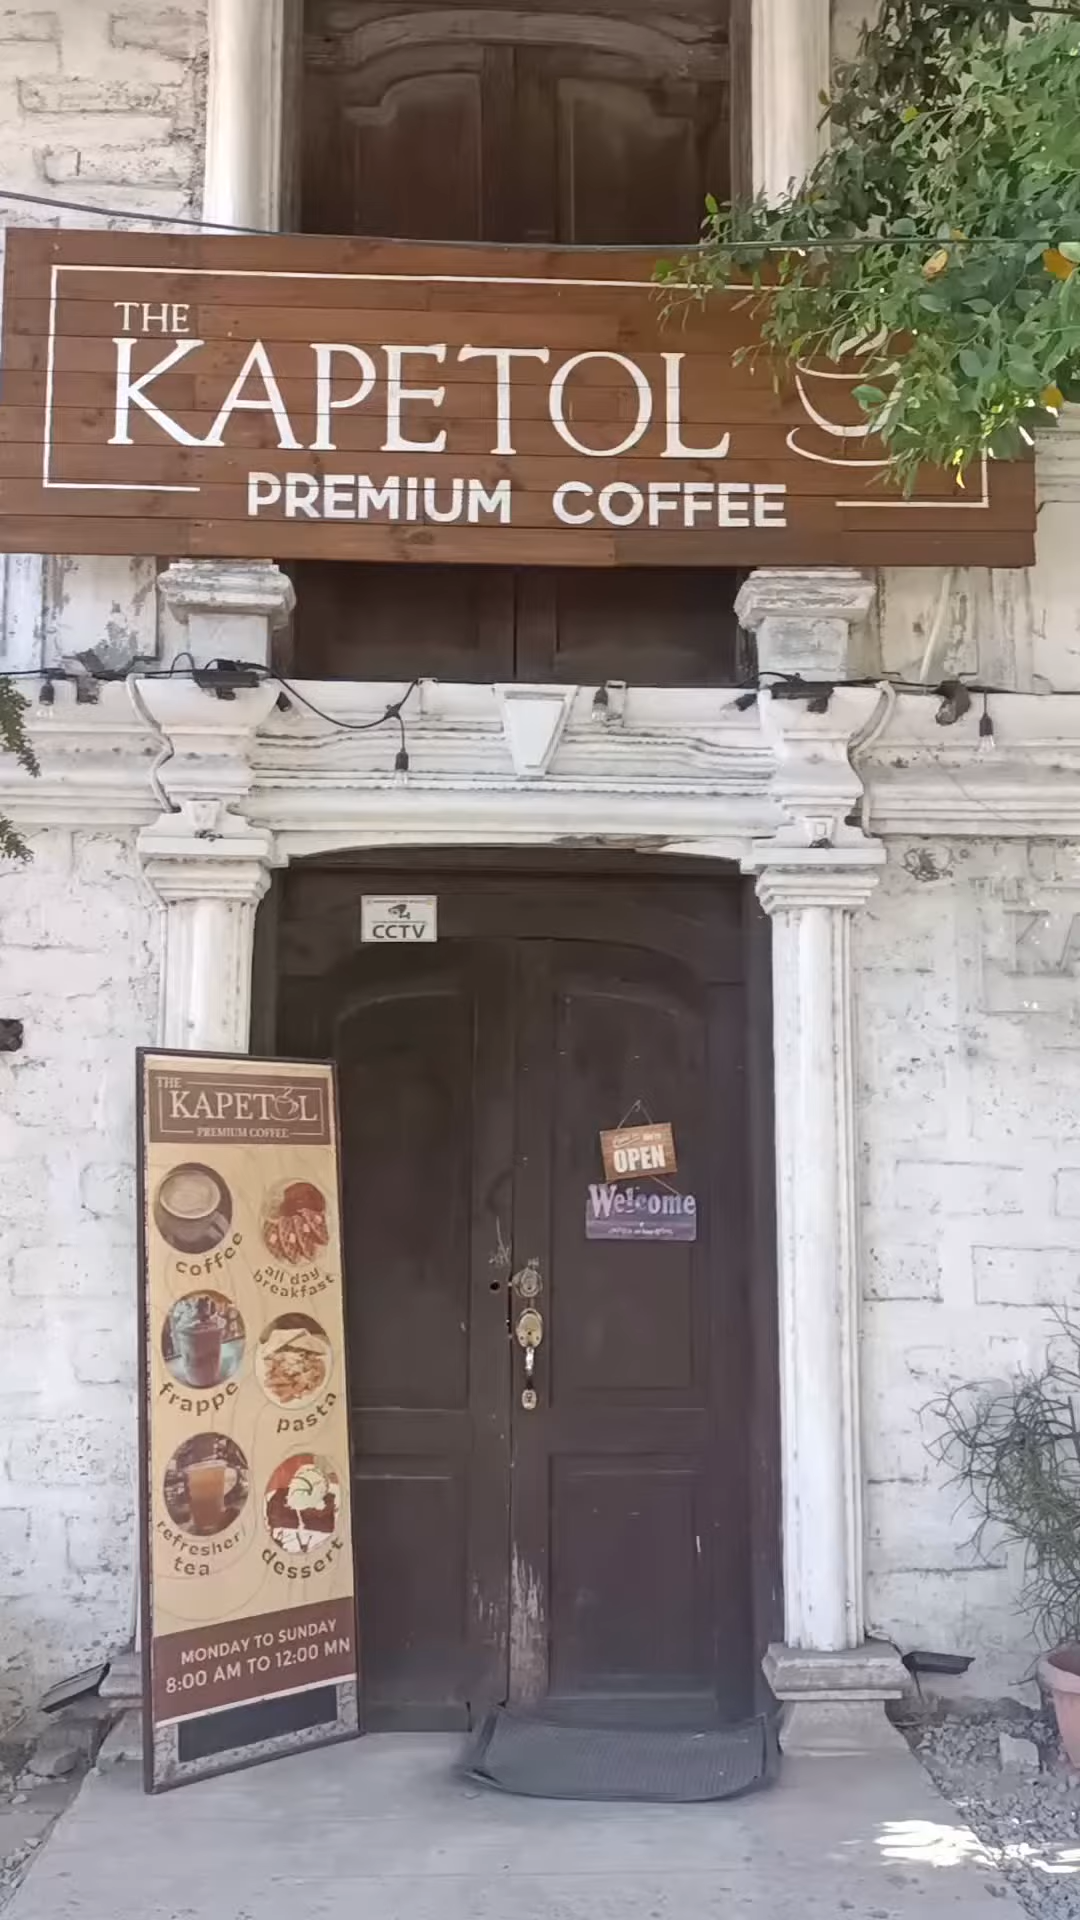 THE
KAPETOL
PREMIUM COFFEE
CCTV
THE
KAPETOL
PREMIUM COFFEE
coffee
all day
breakfast
frappe
pasta
refresher/
tea
dessert
MONDAY TO SUNDAY
8:00 AM TO 12:00 MN
OPEN
Welcome